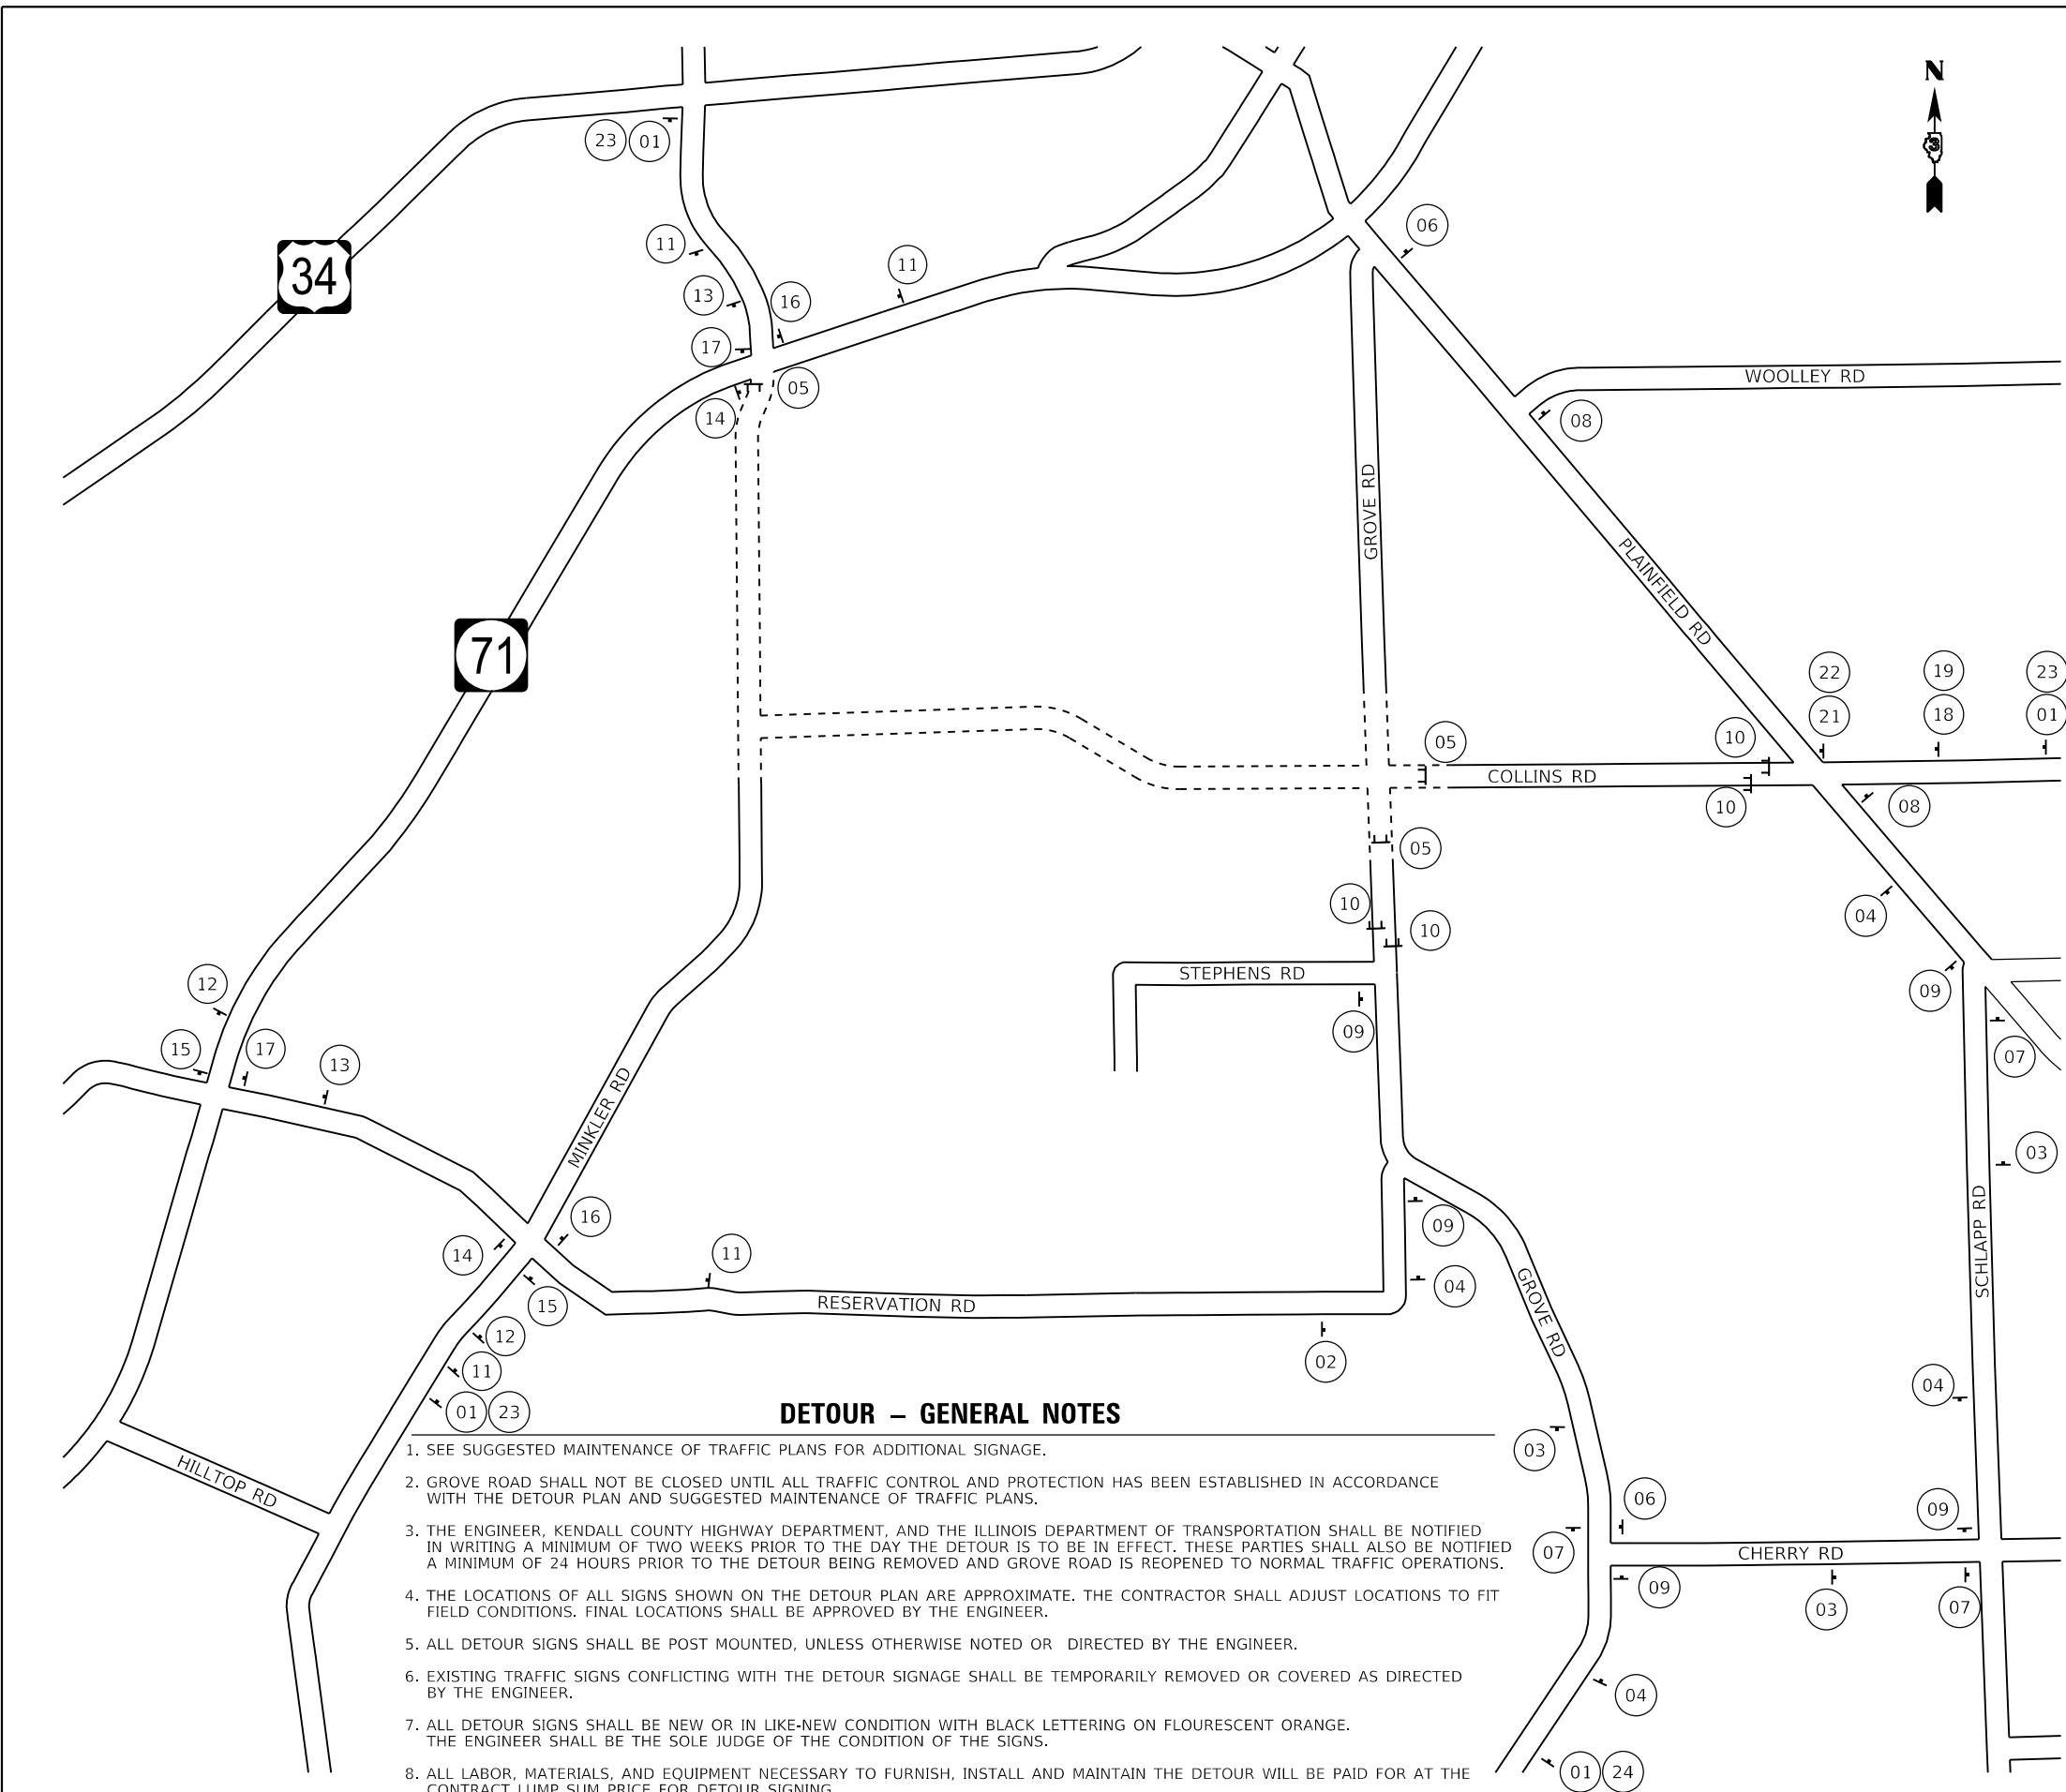 N
3
23 01
34
06
11
11
13
16
17
05
14
WOOLLEY RD
08
GROVE RD
PLAINFIELD RD
71
22
19
23
21
18
01
05
10
COLLINS RD
10
08
05
10
10
04
STEPHENS RD
12
09
09
15
17
13
07
MINKLER RD
03
SCHLAPP RD
16
09
14
11
04
15
RESERVATION RD
GROVE RD
12
02
11
04
01 23
03
HILLTOP RD
06
09
07
CHERRY RD
09
03
07
04
01 24
DETOUR – GENERAL NOTES
1. SEE SUGGESTED MAINTENANCE OF TRAFFIC PLANS FOR ADDITIONAL SIGNAGE.
2. GROVE ROAD SHALL NOT BE CLOSED UNTIL ALL TRAFFIC CONTROL AND PROTECTION HAS BEEN ESTABLISHED IN ACCORDANCE
WITH THE DETOUR PLAN AND SUGGESTED MAINTENANCE OF TRAFFIC PLANS.
3. THE ENGINEER, KENDALL COUNTY HIGHWAY DEPARTMENT, AND THE ILLINOIS DEPARTMENT OF TRANSPORTATION SHALL BE NOTIFIED
IN WRITING A MINIMUM OF TWO WEEKS PRIOR TO THE DAY THE DETOUR IS TO BE IN EFFECT. THESE PARTIES SHALL ALSO BE NOTIFIED
A MINIMUM OF 24 HOURS PRIOR TO THE DETOUR BEING REMOVED AND GROVE ROAD IS REOPENED TO NORMAL TRAFFIC OPERATIONS.
4. THE LOCATIONS OF ALL SIGNS SHOWN ON THE DETOUR PLAN ARE APPROXIMATE. THE CONTRACTOR SHALL ADJUST LOCATIONS TO FIT
FIELD CONDITIONS. FINAL LOCATIONS SHALL BE APPROVED BY THE ENGINEER.
5. ALL DETOUR SIGNS SHALL BE POST MOUNTED, UNLESS OTHERWISE NOTED OR DIRECTED BY THE ENGINEER.
6. EXISTING TRAFFIC SIGNS CONFLICTING WITH THE DETOUR SIGNAGE SHALL BE TEMPORARILY REMOVED OR COVERED AS DIRECTED
BY THE ENGINEER.
7. ALL DETOUR SIGNS SHALL BE NEW OR IN LIKE-NEW CONDITION WITH BLACK LETTERING ON FLOURESCENT ORANGE.
THE ENGINEER SHALL BE THE SOLE JUDGE OF THE CONDITION OF THE SIGNS.
8. ALL LABOR, MATERIALS, AND EQUIPMENT NECESSARY TO FURNISH, INSTALL AND MAINTAIN THE DETOUR WILL BE PAID FOR AT THE
CONTRACT LUMP SUM PRICE FOR DETOUR SIGNING